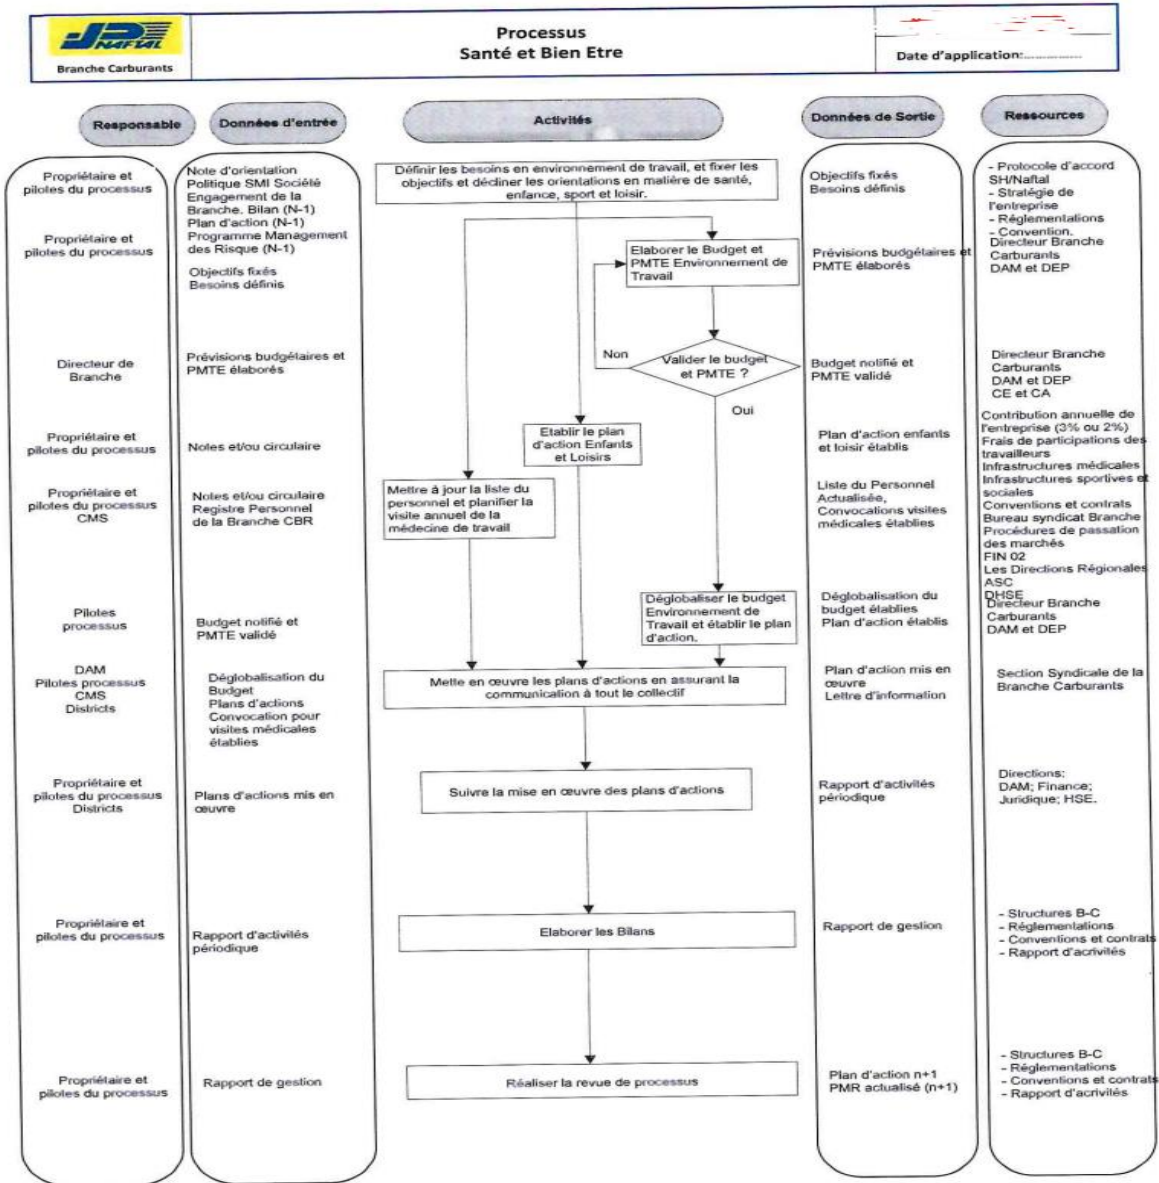 NAFTAL
Branche Carburants
Processus
Santé et Bien Etre
Date d'application:................
Responsable
Données d'entrée
Activités
Données de Sortie
Ressources
Propriétaire et
pilotes du processus
Note d'orientation
Politique SMI Société
Engagement de la
Branche. Bilan (N-1)
Plan d'action (N-1)
Programme Management
des Risque (N-1)
Définir les besoins en environnement de travail, et fixer les
objectifs et décliner les orientations en matière de santé,
enfance, sport et loisir.
Objectifs fixés
Besoins définis
- Protocole d'accord
SH/Naftal
- Stratégie de
l'entreprise
- Réglementations
- Convention.
Propriétaire et
pilotes du processus
Objectifs fixés
Besoins définis
Elaborer le Budget et
PMTE Environnement de
Travail
Prévisions budgétaires et
PMTE élaborés
Directeur Branche
Carburants
DAM et DEP
Directeur de
Branche
Prévisions budgétaires et
PMTE élaborés
Non
Valider le budget
et PMTE ?
Oui
Budget notifié et
PMTE validé
Directeur Branche
Carburants
DAM et DEP
CE et CA
Propriétaire et
pilotes du processus
Notes et/ou circulaire
Etablir le plan
d'action Enfants
et Loisirs
Plan d'action enfants
et loisir établis
Contribution annuelle de
l'entreprise (3% ou 2%)
Frais de participations des
travailleurs
Infrastructures médicales
Infrastructures sportives et
sociales
Conventions et contrats
Bureau syndicat Branche
Procédures de passation
des marchés
FIN 02
Les Directions Régionales
ASC
DHSE
Propriétaire et
pilotes du processus
CMS
Notes et/ou circulaire
Registre Personnel
de la Branche CBR
Mettre à jour la liste du
personnel et planifier la
visite annuel de la
médecine de travail
Liste du Personnel
Actualisée,
Convocations visites
médicales établies
Pilotes
processus
Budget notifié et
PMTE validé
Déglobaliser le budget
Environnement de
Travail et établir le plan
d'action.
Déglobalisation du
budget établies
Plan d'action établis
Directeur Branche
Carburants
DAM et DEP
DAM
Pilotes processus
CMS
Districts
Déglobalisation du
Budget
Plans d'actions
Convocation pour
visites médicales
établies
Mette en œuvre les plans d'actions en assurant la
communication à tout le collectif
Plan d'action mis en
œuvre
Lettre d'information
Section Syndicale de la
Branche Carburants
Propriétaire et
pilotes du processus
Districts
Plans d'actions mis en
œuvre
Suivre la mise en œuvre des plans d'actions
Rapport d'activités
périodique
Directions:
DAM; Finance;
Juridique; HSE.
Propriétaire et
pilotes du processus
Rapport d'activités
périodique
Elaborer les Bilans
Rapport de gestion
- Structures B-C
- Réglementations
- Conventions et contrats
- Rapport d'acrivités
Propriétaire et
pilotes du processus
Rapport de gestion
Réaliser la revue de processus
Plan d'action n+1
PMR actualisé (n+1)
- Structures B-C
- Réglementations
- Conventions et contrats
- Rapport d'acrivités